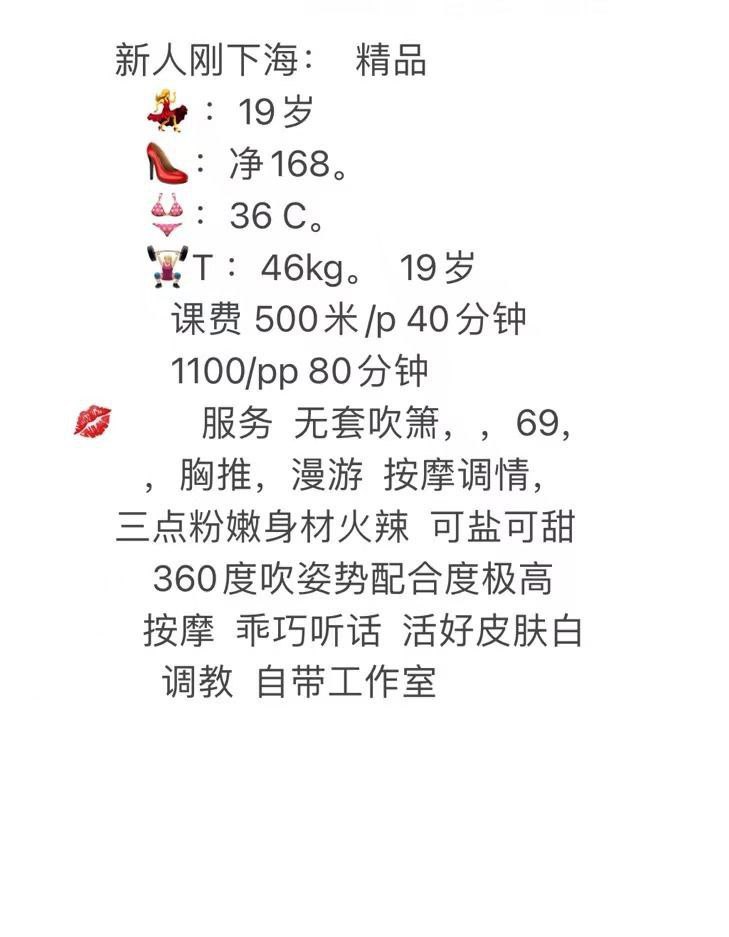 新人刚下海： 精品
💃：19岁
👠：净168。
👙：36 C。
🏋️T：46kg。 19岁
课费 500米/p 40分钟
1100/pp 80分钟
💋 服务 无套吹箫，，69，
，胸推，漫游 按摩调情，
三点粉嫩身材火辣 可盐可甜
360度吹姿势配合度极高
按摩 乖巧听话 活好皮肤白
调教 自带工作室